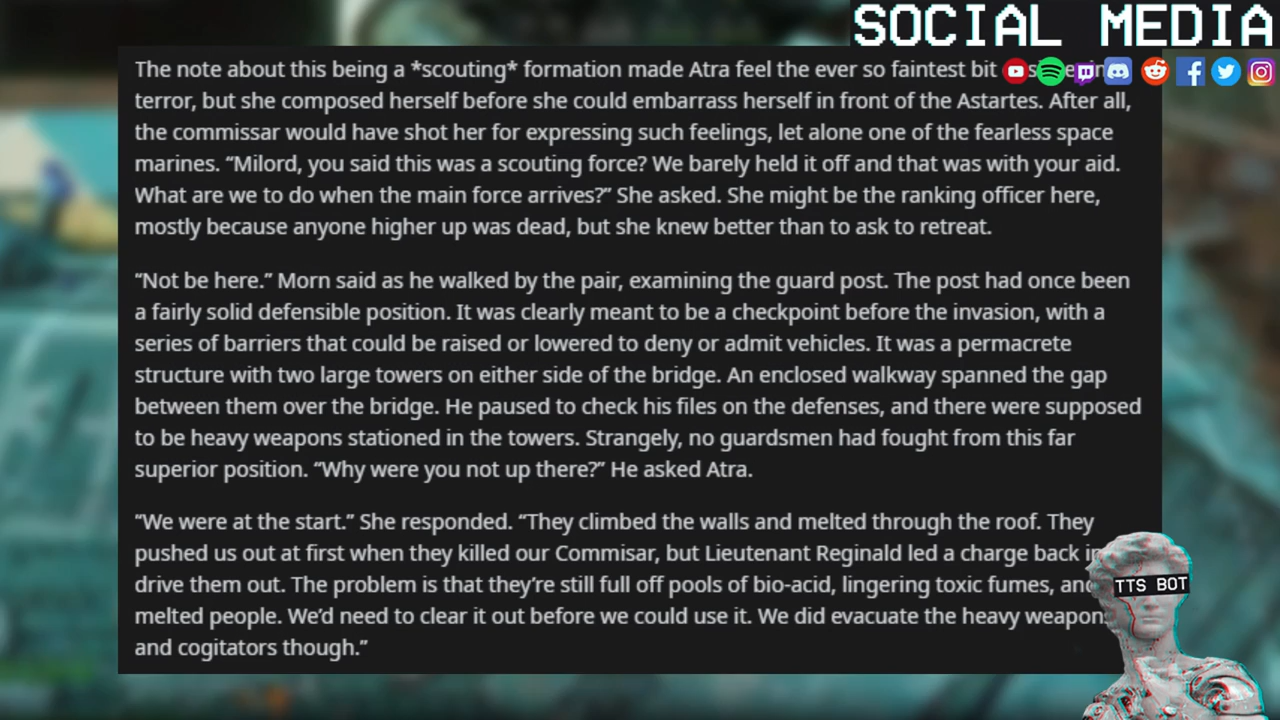 SOCIAL MEDIA
The note about this being a *scouting* formation made Atra feel the ever so faintest bit
terror, but she composed herself before she could embarrass herself in front of the Astartes. After all,
the commissar would have shot her for expressing such feelings, let alone one of the fearless space
marines. “Milord, you said this was a scouting force? We barely held it off and that was with your aid.
What are we to do when the main force arrives?” She asked. She might be the ranking officer here,
mostly because anyone higher up was dead, but she knew better than to ask to retreat.
“Not be here.” Morn said as he walked by the pair, examining the guard post. The post had once been
a fairly solid defensible position. It was clearly meant to be a checkpoint before the invasion, with a
series of barriers that could be raised or lowered to deny or admit vehicles. It was a permacrete
structure with two large towers on either side of the bridge. An enclosed walkway spanned the gap
between them over the bridge. He paused to check his files on the defenses, and there were supposed
to be heavy weapons stationed in the towers. Strangely, no guardsmen had fought from this far
superior position. “Why were you not up there?” He asked Atra.
“We were at the start.” She responded. “They climbed the walls and melted through the roof. They
pushed us out at first when they killed our Commisar, but Lieutenant Reginald led a charge back
drive them out. The problem is that they’re still full off pools of bio-acid, lingering toxic fumes, and
melted people. We’d need to clear it out before we could use it. We did evacuate the heavy weapons
and cogitators though.”
TTS BOT